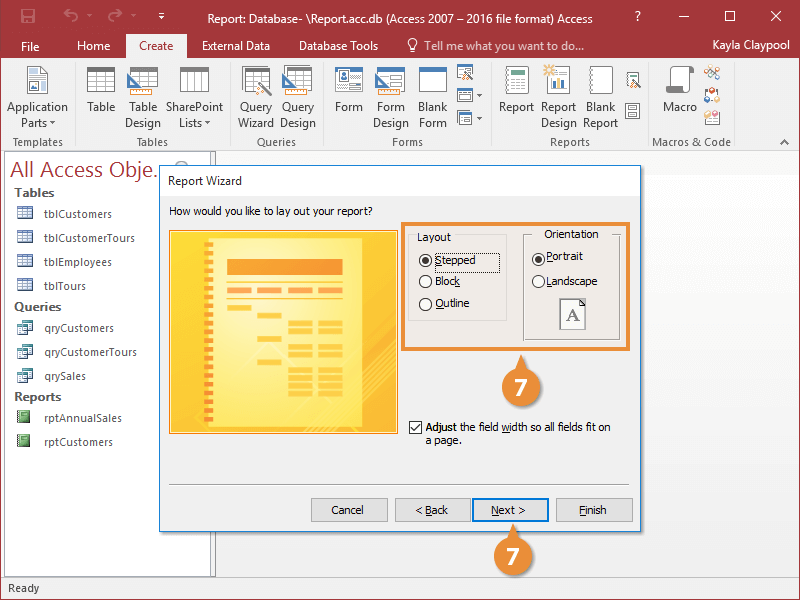 Report: Database- \Report.acc.db (Access 2007 – 2016 file format) Access
?
File
Home
Create
External Data
Database Tools
Tell me what you want to do...
Kayla Claypool
Application Parts
Table
Table Design
SharePoint Lists
Query Wizard
Query Design
Form
Form Design
Blank Form
Report
Report Design
Blank Report
Macro
Templates
Tables
Queries
Forms
Reports
Macros & Code
All Access Obje...
Tables
tblCustomers
tblCustomerTours
tblEmployees
tblTours
Queries
qryCustomers
qryCustomerTours
qrySales
Reports
rptAnnualSales
rptCustomers
Report Wizard
How would you like to lay out your report?
Layout
Stepped
Block
Outline
Orientation
Portrait
Landscape
A
7
Adjust the field width so all fields fit on
a page.
Cancel
< Back
Next >
Finish
7
Ready